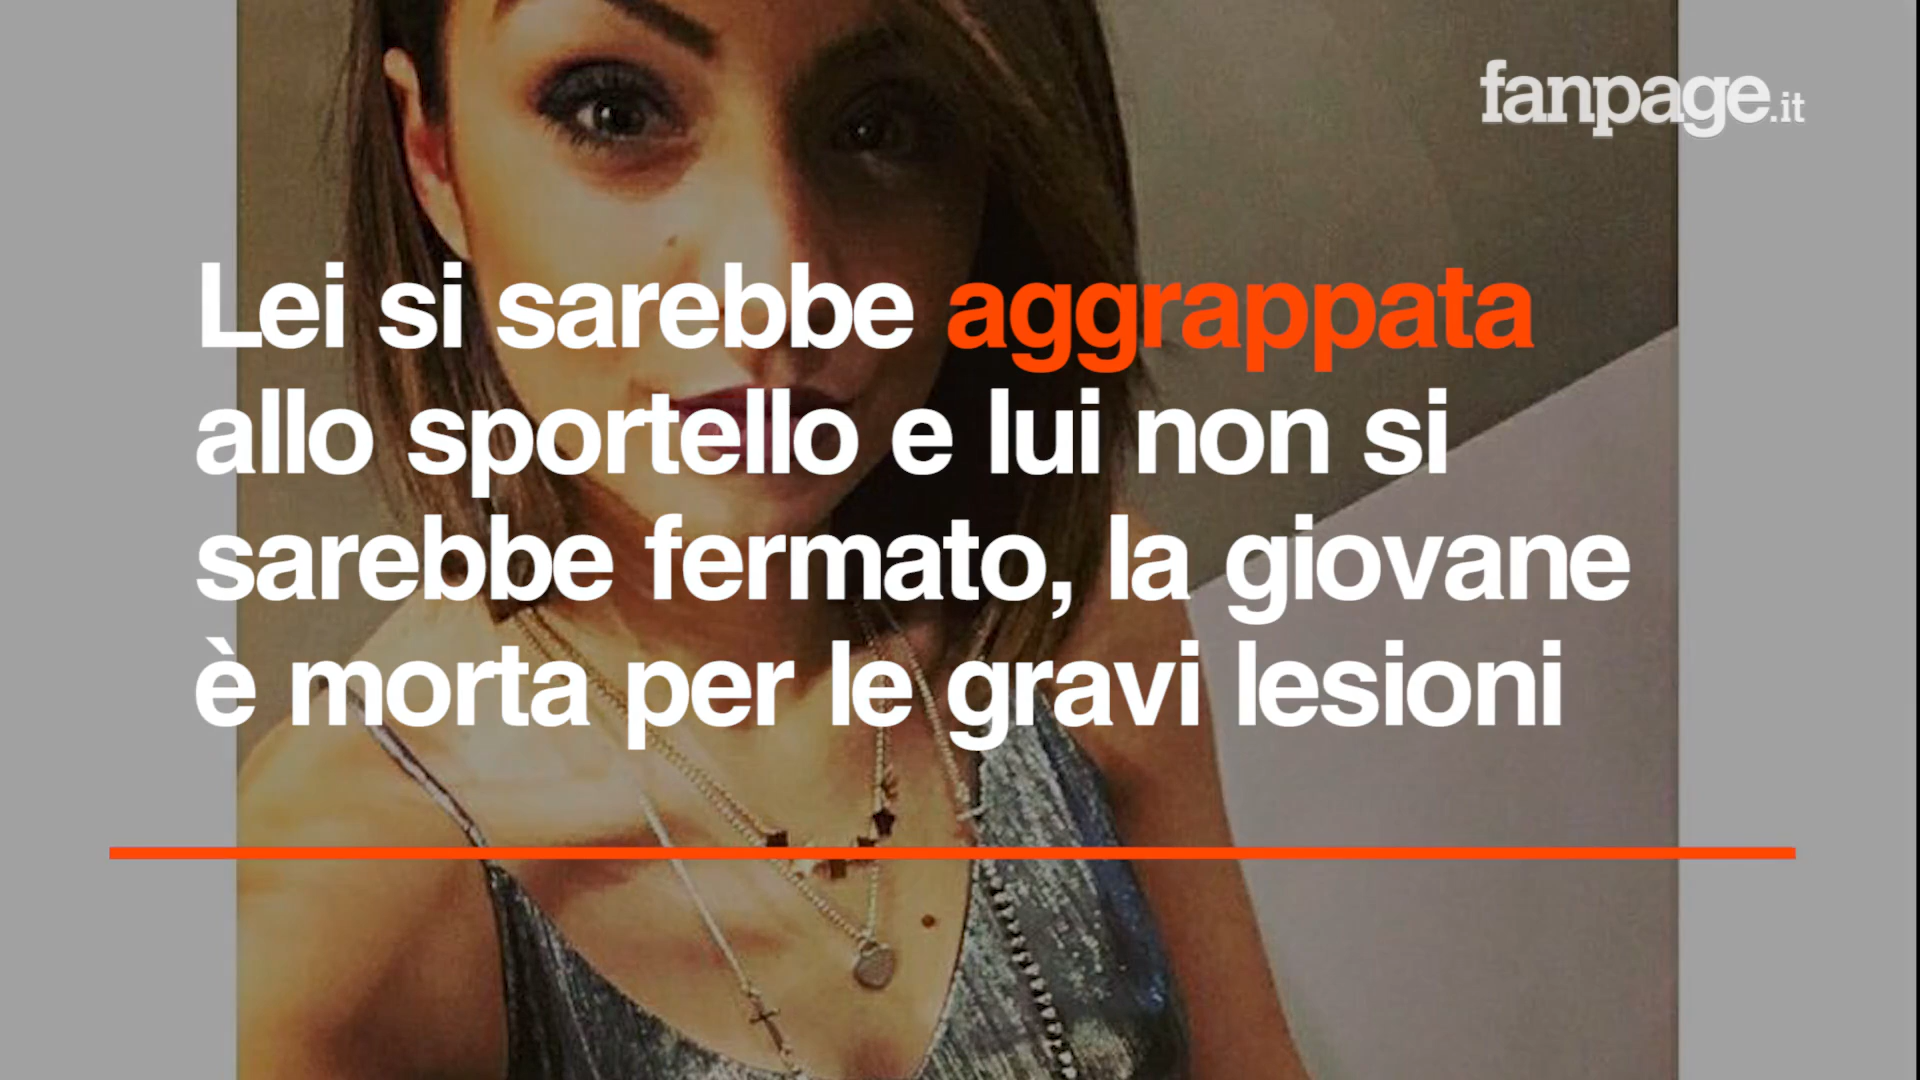 fanpage.it
Lei si sarebbe aggrappata
allo sportello e lui non si
sarebbe fermato, la giovane
è morta per le gravi lesioni